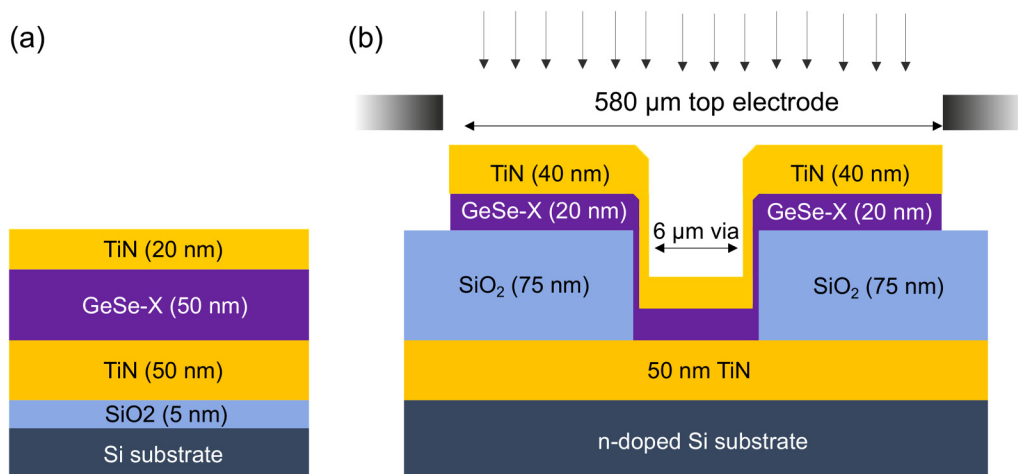 (a)
TiN (20 nm)
GeSe-X (50 nm)
TiN (50 nm)
SiO2 (5 nm)
Si substrate
(b)
580 µm top electrode
TiN (40 nm)
TiN (40 nm)
GeSe-X (20 nm)
GeSe-X (20 nm)
6 µm via
SiO₂ (75 nm)
SiO₂ (75 nm)
50 nm TiN
n-doped Si substrate